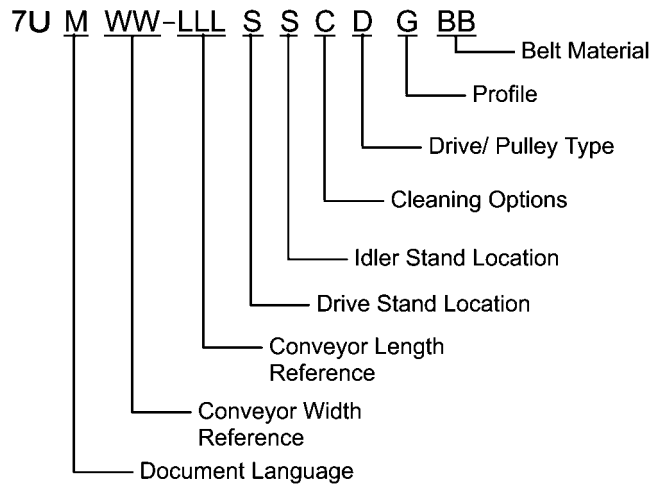 7U M WW-LLL S S C D G BB
Belt Material
Profile
Drive/ Pulley Type
Cleaning Options
Idler Stand Location
Drive Stand Location
Conveyor Length
Reference
Conveyor Width
Reference
Document Language